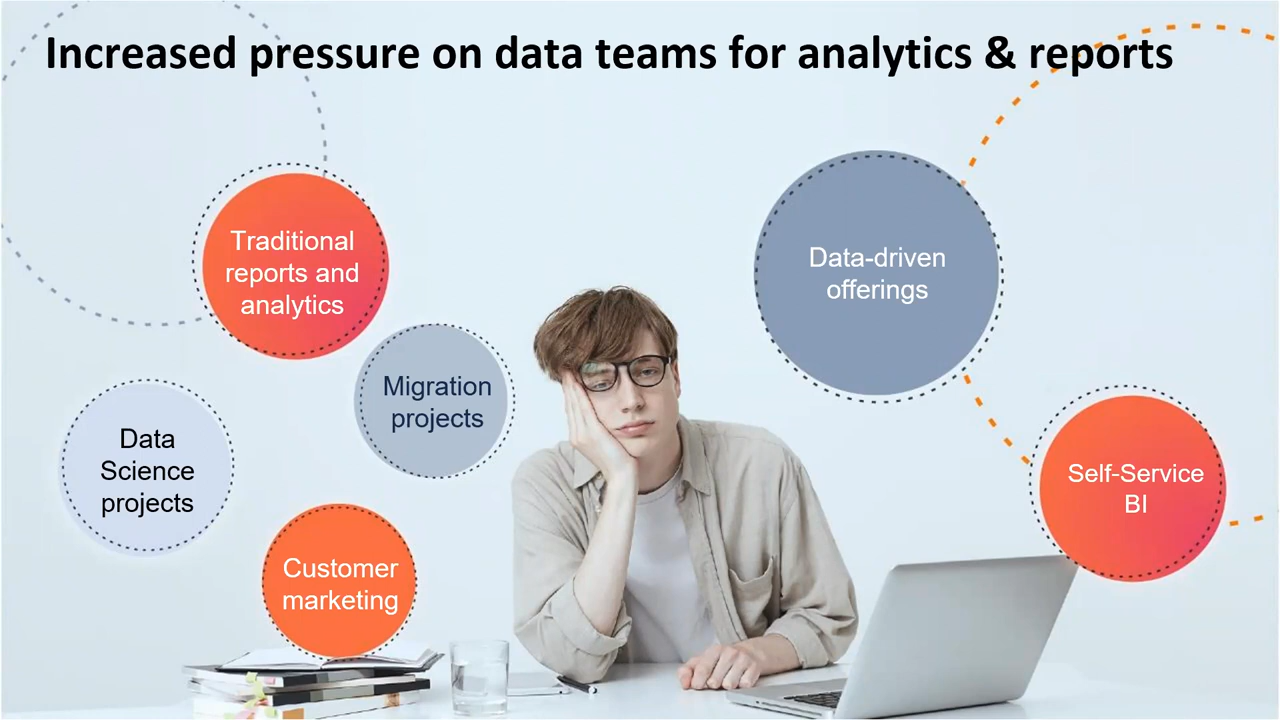 Increased pressure on data teams for analytics & reports
Traditional
reports and
analytics
Migration
projects
Data
Science
projects
Customer
marketing
Data-driven
offerings
Self-Service
BI